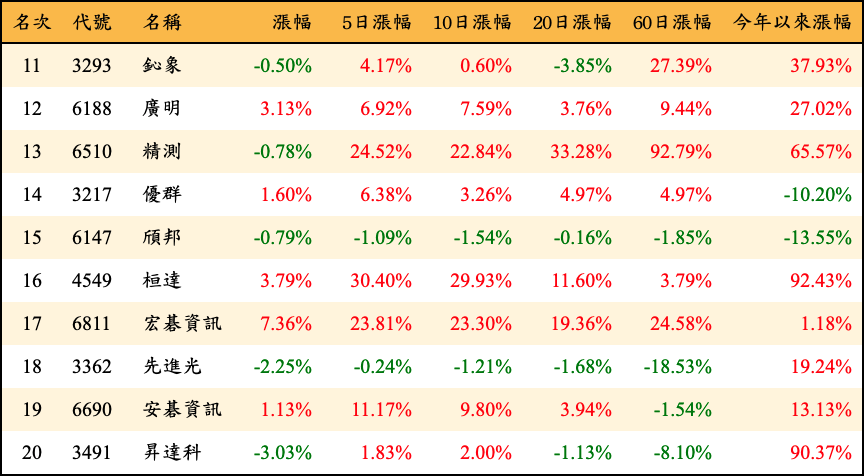 名次 代號 名稱 漲幅 5日漲幅 10日漲幅 20日漲幅 60日漲幅 今年以來漲幅
11 3293 鈊象 -0.50% 4.17% 0.60% -3.85% 27.39% 37.93%
12 6188 廣明 3.13% 6.92% 7.59% 3.76% 9.44% 27.02%
13 6510 精測 -0.78% 24.52% 22.84% 33.28% 92.79% 65.57%
14 3217 優群 1.60% 6.38% 3.26% 4.97% 4.97% -10.20%
15 6147 頎邦 -0.79% -1.09% -1.54% -0.16% -1.85% -13.55%
16 4549 桓達 3.79% 30.40% 29.93% 11.60% 3.79% 92.43%
17 6811 宏碁資訊 7.36% 23.81% 23.30% 19.36% 24.58% 1.18%
18 3362 先進光 -2.25% -0.24% -1.21% -1.68% -18.53% 19.24%
19 6690 安碁資訊 1.13% 11.17% 9.80% 3.94% -1.54% 13.13%
20 3491 昇達科 -3.03% 1.83% 2.00% -1.13% -8.10% 90.37%